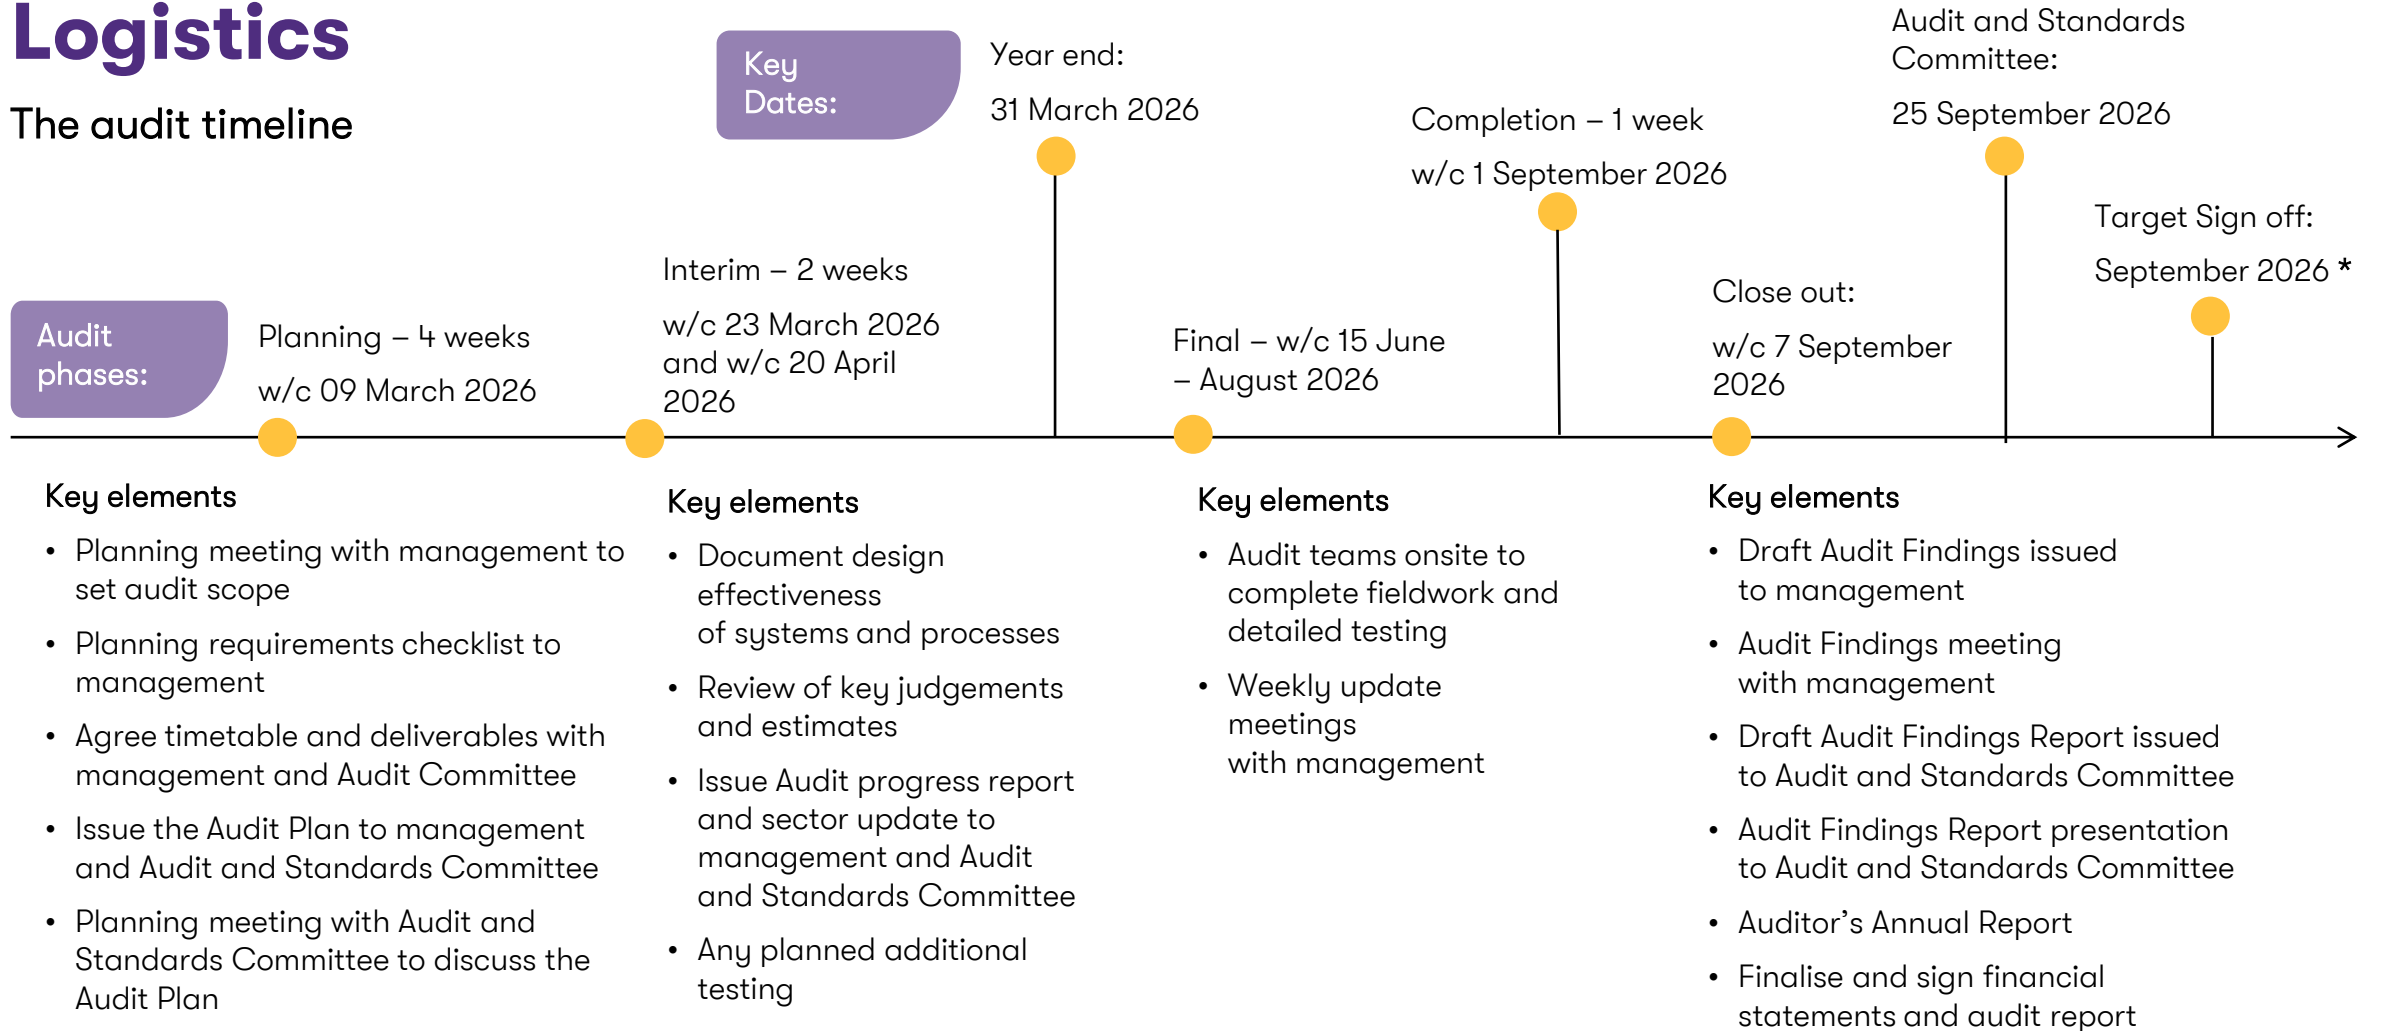 Logistics
The audit timeline
Key
Dates:
Year end:
31 March 2026
Completion – 1 week
w/c 1 September 2026
Audit and Standards
Committee:
25 September 2026
Target Sign off:
September 2026 *
Audit
phases:
Planning – 4 weeks
w/c 09 March 2026
Interim – 2 weeks
w/c 23 March 2026
and w/c 20 April
2026
Final – w/c 15 June
– August 2026
Close out:
w/c 7 September
2026
Key elements
• Planning meeting with management to
set audit scope
• Planning requirements checklist to
management
• Agree timetable and deliverables with
management and Audit Committee
• Issue the Audit Plan to management
and Audit and Standards Committee
• Planning meeting with Audit and
Standards Committee to discuss the
Audit Plan
Key elements
• Document design
effectiveness
of systems and processes
• Review of key judgements
and estimates
• Issue Audit progress report
and sector update to
management and Audit
and Standards Committee
• Any planned additional
testing
Key elements
• Audit teams onsite to
complete fieldwork and
detailed testing
• Weekly update
meetings
with management
Key elements
• Draft Audit Findings issued
to management
• Audit Findings meeting
with management
• Draft Audit Findings Report issued
to Audit and Standards Committee
• Audit Findings Report presentation
to Audit and Standards Committee
• Auditor’s Annual Report
• Finalise and sign financial
statements and audit report